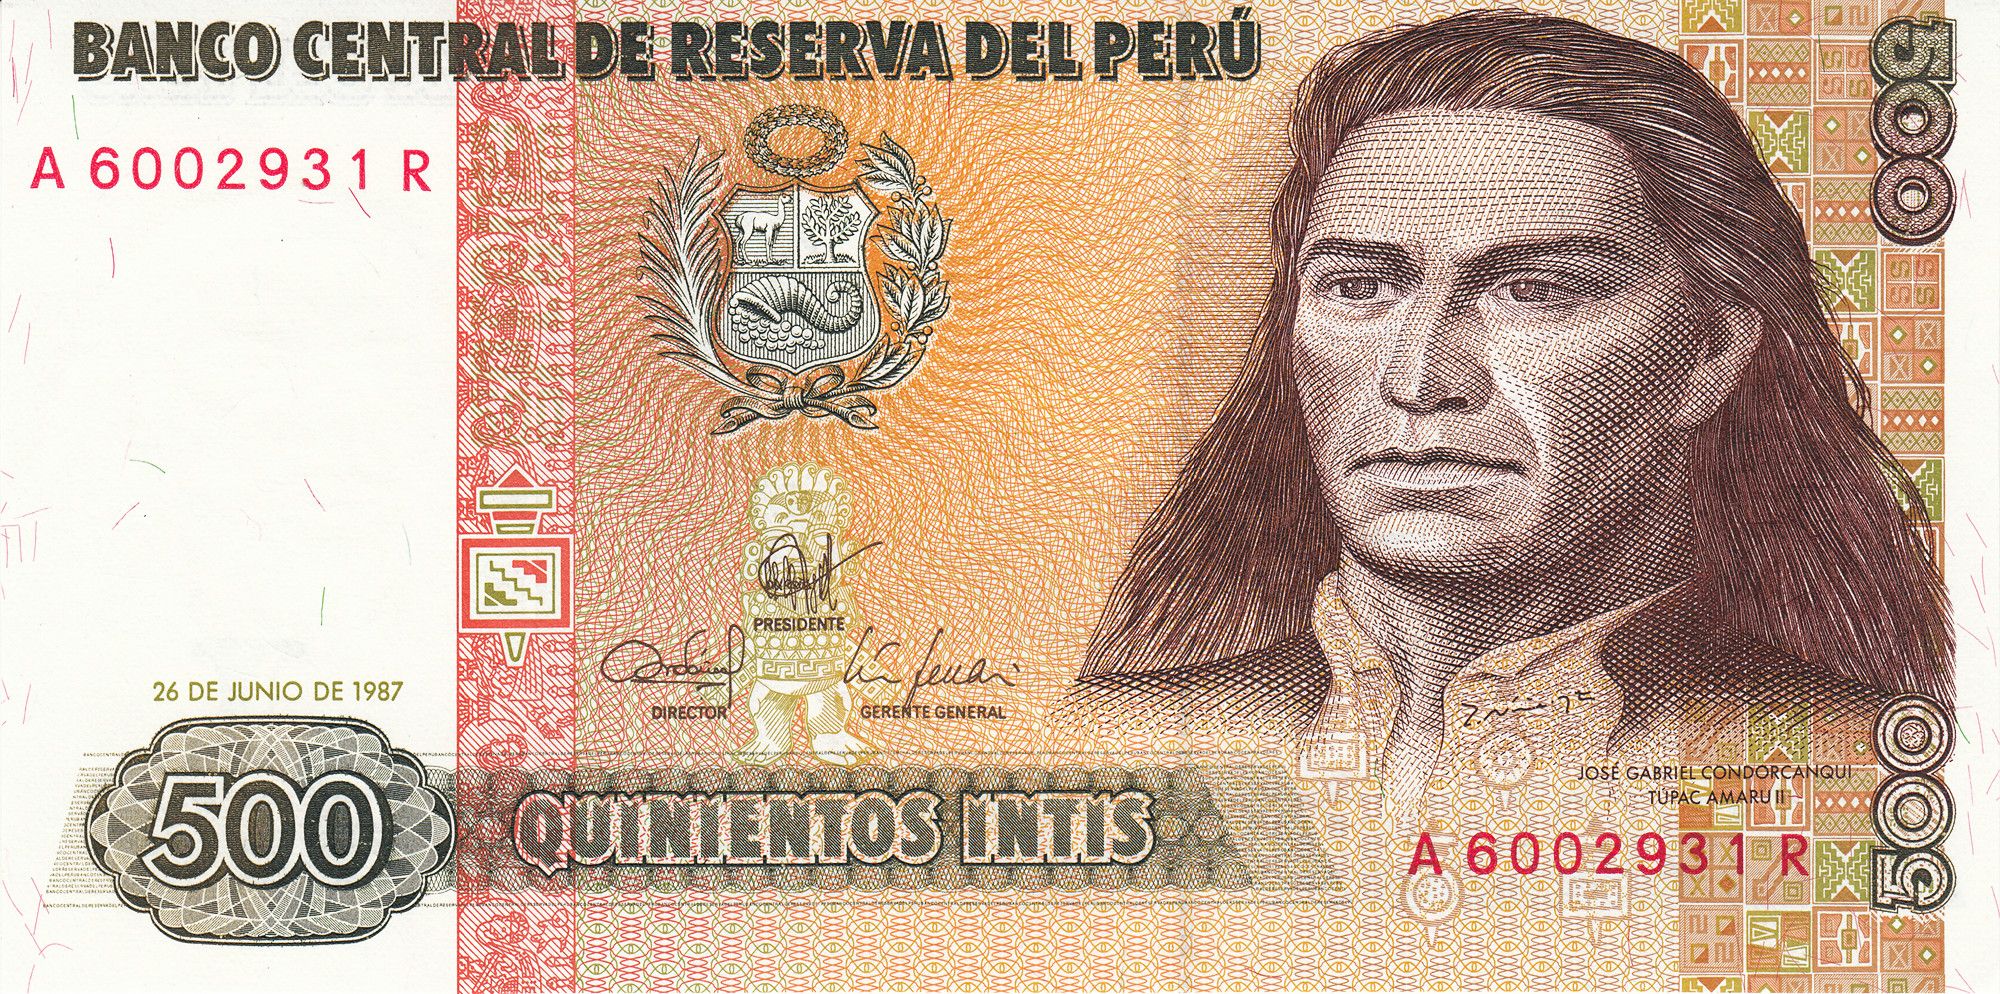 BANCO CENTRAL DE RESERVA DEL PERÚ
500
A 6002931 R
PRESIDENTE
DIRECTOR
GERENTE GENERAL
26 DE JUNIO DE 1987
JOSÉ GABRIEL CONDORCANQUI
TÚPAC AMARU II
500
QUINIENTOS INTIS
A 6002931 R
500